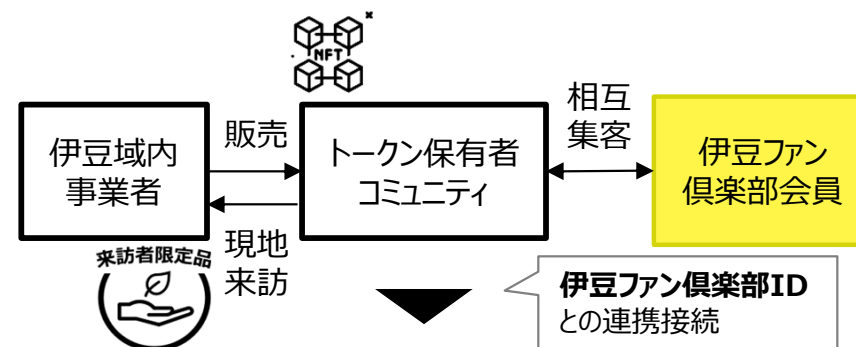 NFT
伊豆域内
事業者
販売
トークン保有者
コミュニティ
相互
集客
伊豆ファン
倶楽部会員
現地
来訪
来訪者限定品
伊豆ファン倶楽部ID
との連携接続